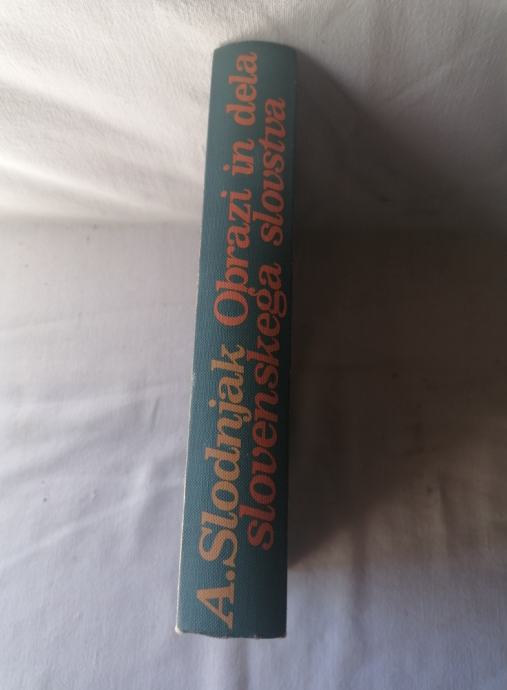 A.Slodnjak Obrazi in dela
slovenskega slovstva